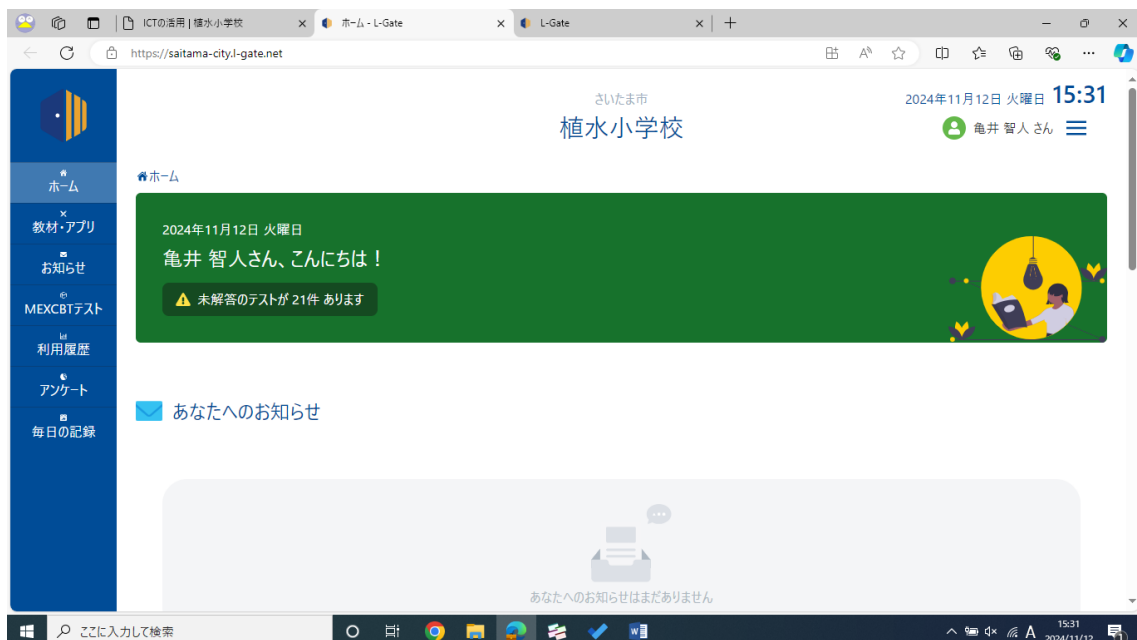 ICTの活用 | 植水小学校
ホーム - L-Gate
L-Gate
https://saitama-city.l-gate.net
さいたま市
植水小学校
2024年11月12日 火曜日 15:31
亀井 智人 さん
ホーム
教材・アプリ
お知らせ
MEXCBTテスト
利用履歴
アンケート
毎日の記録
ホーム
2024年11月12日 火曜日
亀井 智人さん、こんにちは！
未解答のテストが 21件 あります
あなたへのお知らせ
あなたへのお知らせはまだありません
ここに入力して検索
A
15:31
2024/11/12